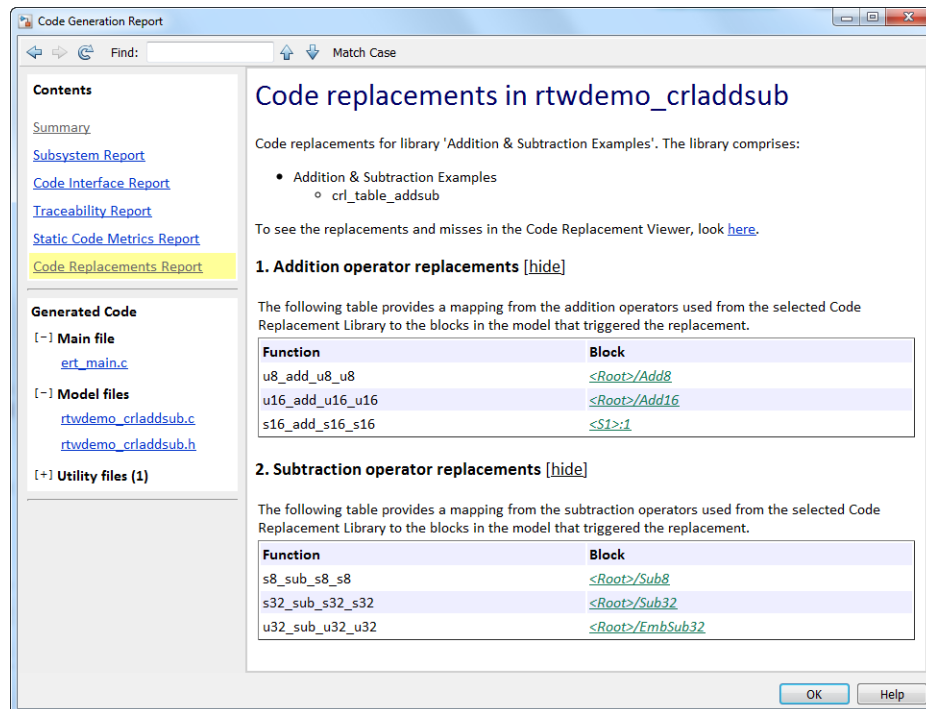 Code Generation Report
Find:
Match Case
Contents
Summary
Subsystem Report
Code Interface Report
Traceability Report
Static Code Metrics Report
Code Replacements Report
Generated Code
[-] Main file
ert_main.c
[-] Model files
rtwdemo_crladdsub.c
rtwdemo_crladdsub.h
[+] Utility files (1)
Code replacements in rtwdemo_crladdsub
Code replacements for library 'Addition & Subtraction Examples'. The library comprises:
• Addition & Subtraction Examples
○ crl_table_addsub
To see the replacements and misses in the Code Replacement Viewer, look here.
1. Addition operator replacements [hide]
The following table provides a mapping from the addition operators used from the selected Code
Replacement Library to the blocks in the model that triggered the replacement.
Function Block
u8_add_u8_u8 <Root>/Add8
u16_add_u16_u16 <Root>/Add16
s16_add_s16_s16 <S1>:1
2. Subtraction operator replacements [hide]
The following table provides a mapping from the subtraction operators used from the selected Code
Replacement Library to the blocks in the model that triggered the replacement.
Function Block
s8_sub_s8_s8 <Root>/Sub8
s32_sub_s32_s32 <Root>/Sub32
u32_sub_u32_u32 <Root>/EmbSub32
OK Help